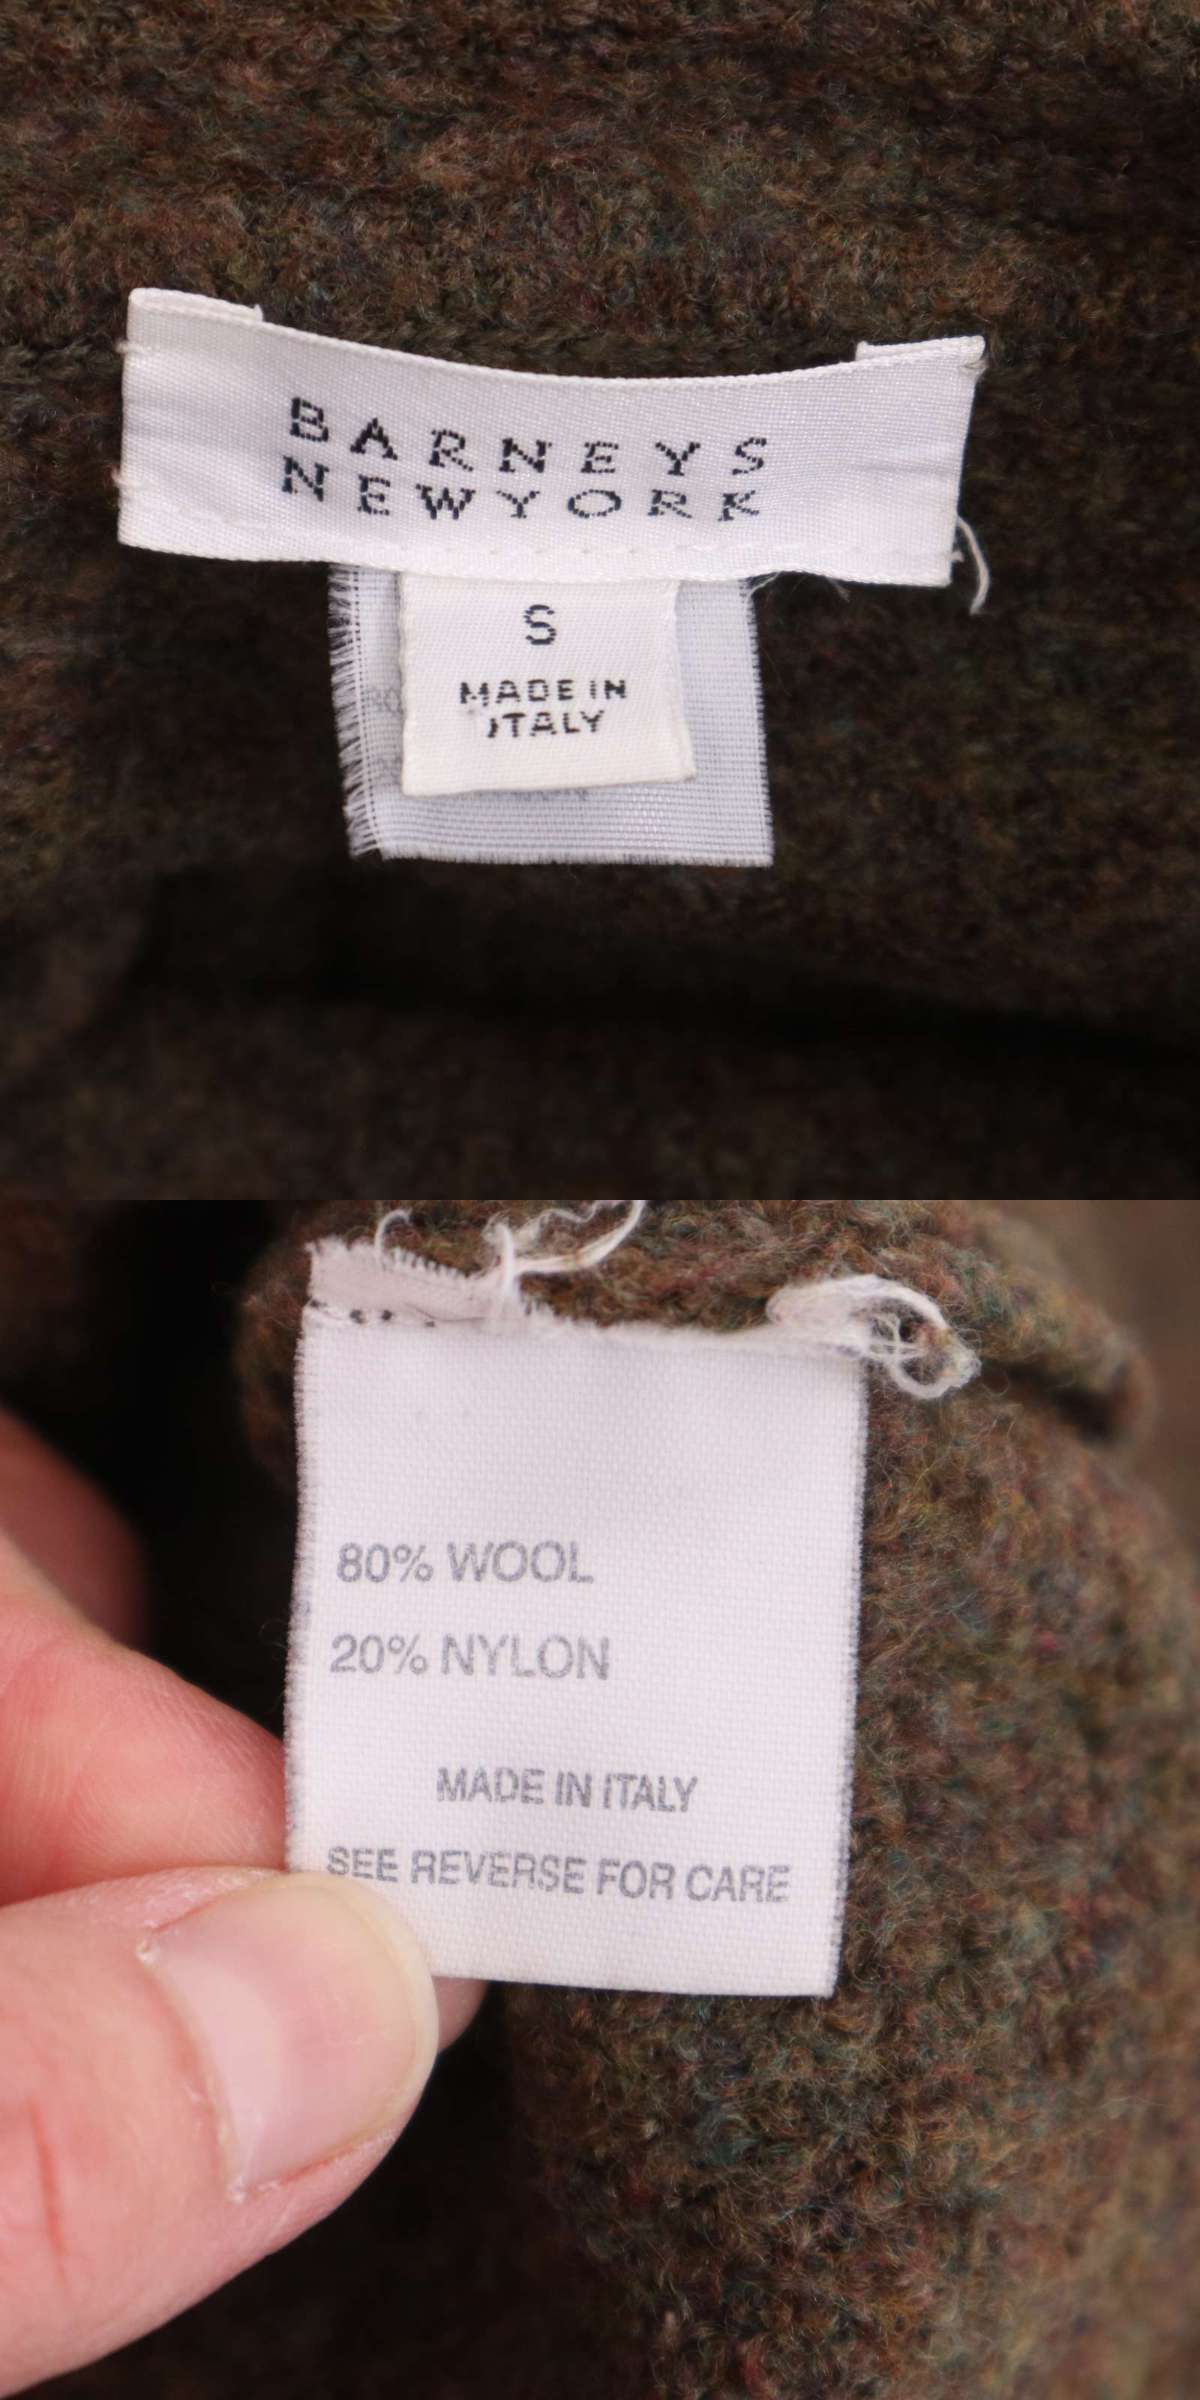 BARNEYS
NEWYORK
S
MADE IN
ITALY
80% WOOL
20% NYLON
MADE IN ITALY
SEE REVERSE FOR CARE